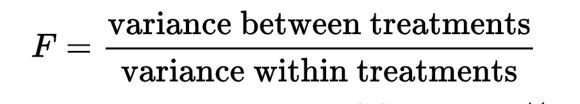 F = variance between treatments / variance within treatments